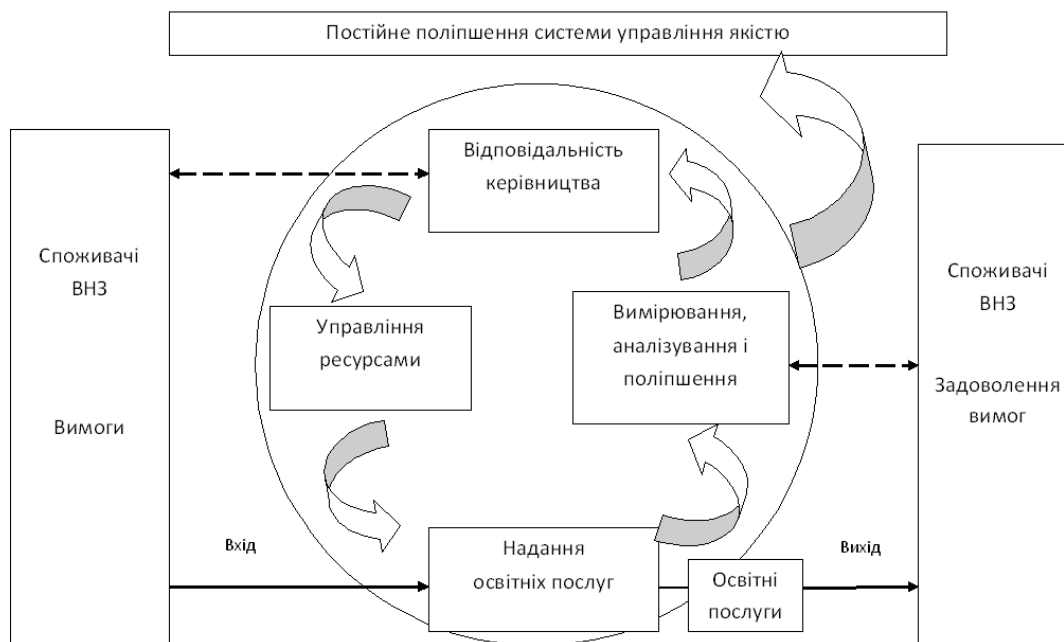 Постійне поліпшення системи управління якістю
Відповідальність
керівництва
Споживачі
ВНЗ
Вимоги
Управління
ресурсами
Вимірювання,
аналізування і
поліпшення
Споживачі
ВНЗ
Задоволення
вимог
Вхід
Надання
освітніх послуг
Освітні
послуги
Вихід